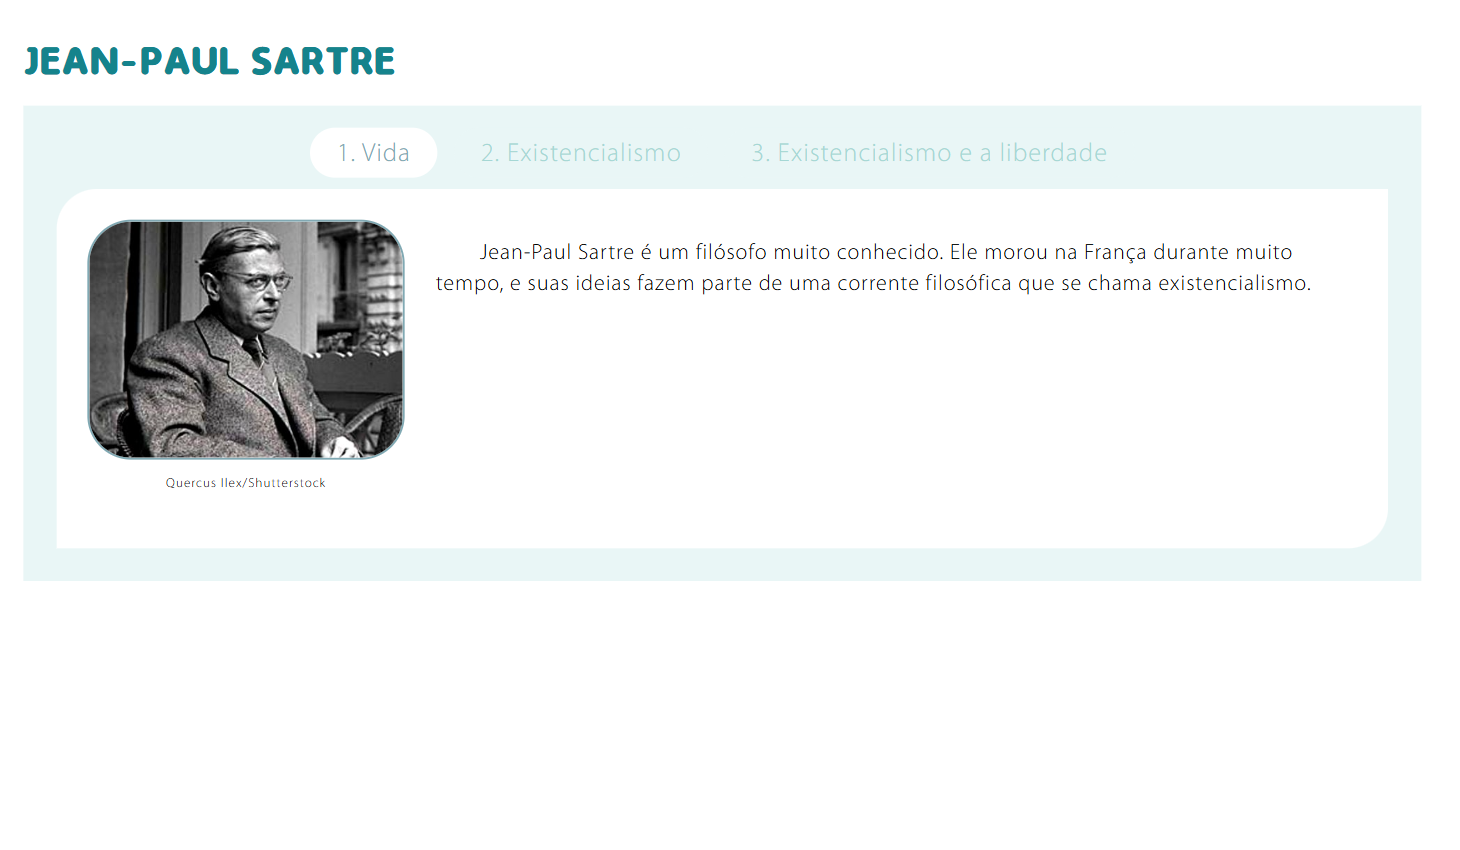 JEAN-PAUL SARTRE
1. Vida
2. Existencialismo
3. Existencialismo e a liberdade
Jean-Paul Sartre é um filósofo muito conhecido. Ele morou na França durante muito
tempo, e suas ideias fazem parte de uma corrente filosófica que se chama existencialismo.
Quercus Ilex/Shutterstock